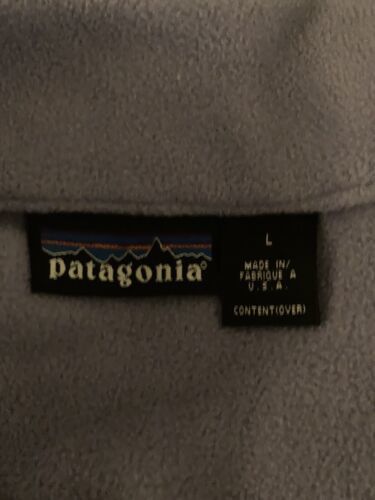 patagonia®
L
MADE IN/
FABRIQUE A
U.S.A.
CONTENT(OVER)